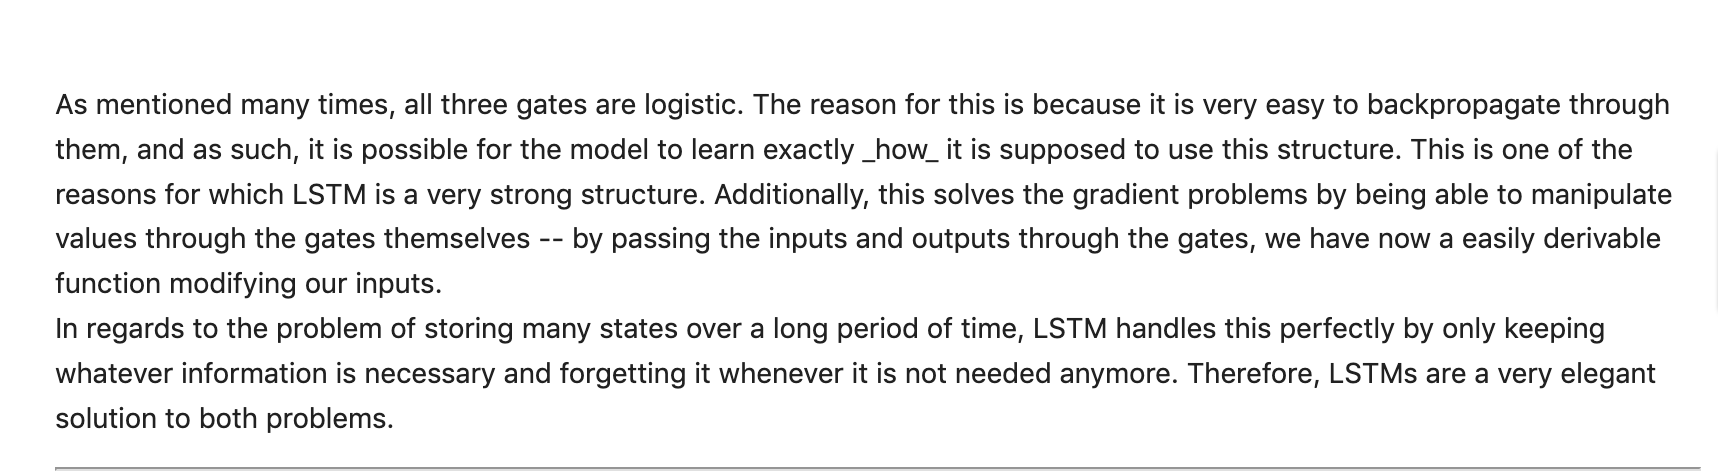 As mentioned many times, all three gates are logistic. The reason for this is because it is very easy to backpropagate through
them, and as such, it is possible for the model to learn exactly _how_ it is supposed to use this structure. This is one of the
reasons for which LSTM is a very strong structure. Additionally, this solves the gradient problems by being able to manipulate
values through the gates themselves -- by passing the inputs and outputs through the gates, we have now a easily derivable
function modifying our inputs.
In regards to the problem of storing many states over a long period of time, LSTM handles this perfectly by only keeping
whatever information is necessary and forgetting it whenever it is not needed anymore. Therefore, LSTMs are a very elegant
solution to both problems.